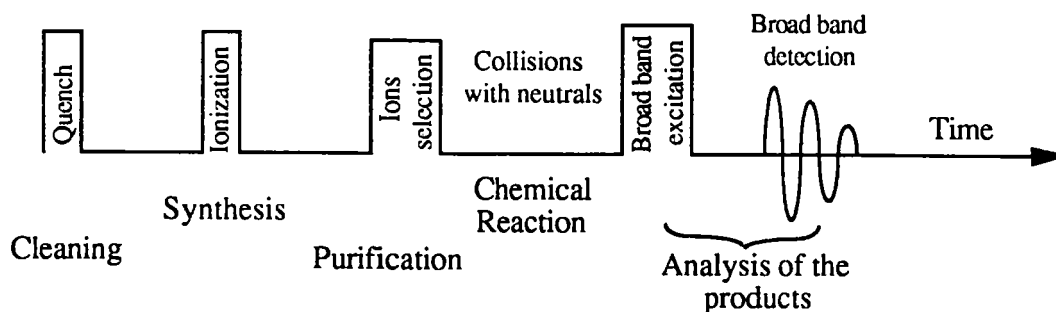 Quench
Ionization
Ions
selection
Collisions
with neutrals
Broad band
excitation
Broad band
detection
Time
Cleaning
Synthesis
Purification
Chemical
Reaction
Analysis of the
products